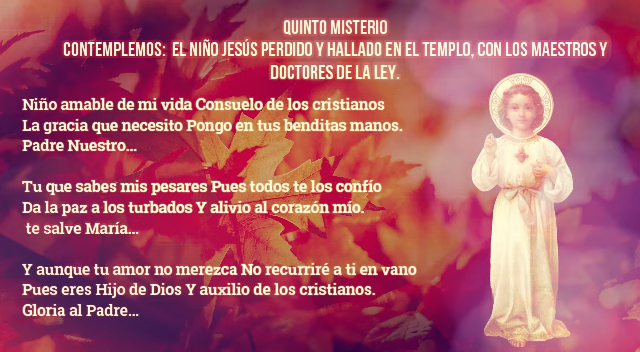 QUINTO MISTERIO
CONTEMPLEMOS: EL NIÑO JESÚS PERDIDO Y HALLADO EN EL TEMPLO, CON LOS MAESTROS Y
DOCTORES DE LA LEY.
Niño amable de mi vida Consuelo de los cristianos
La gracia que necesito Pongo en tus benditas manos.
Padre Nuestro...
Tu que sabes mis pesares Pues todos te los confío
Da la paz a los turbados Y alivio al corazón mío.
te salve María...
Y aunque tu amor no merezca No recurriré a ti en vano
Pues eres Hijo de Dios Y auxilio de los cristianos.
Gloria al Padre...